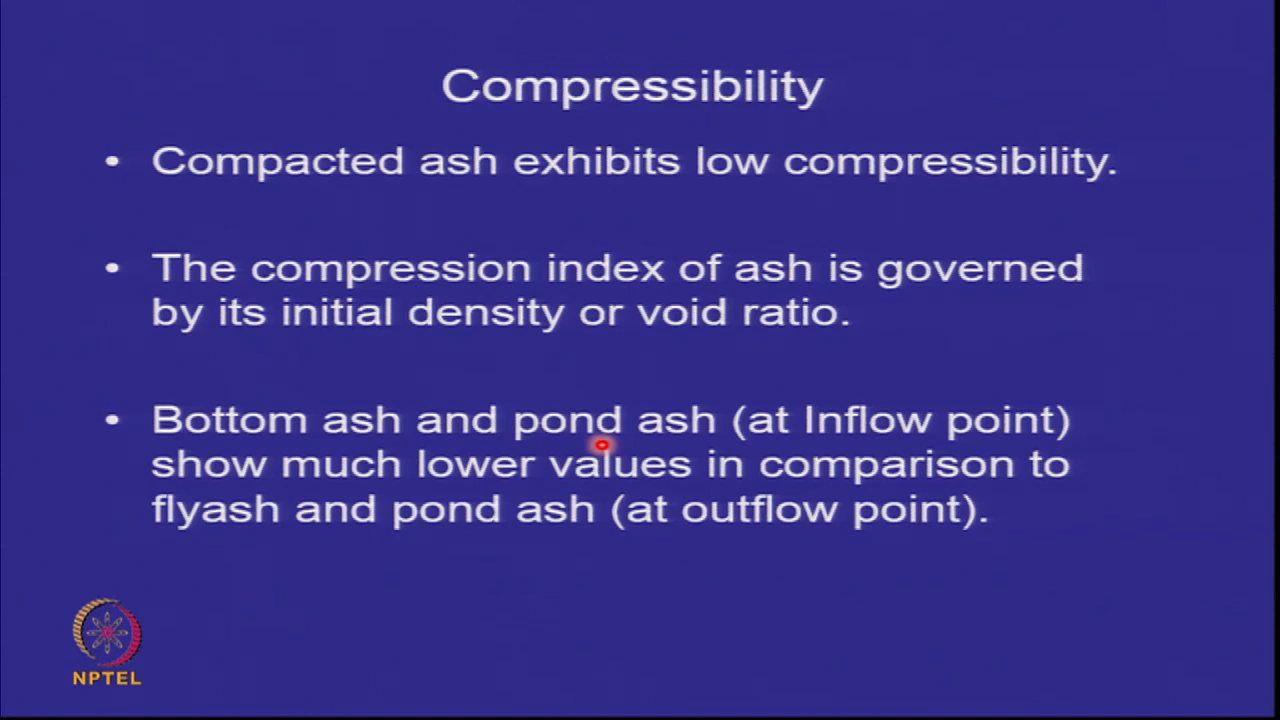 Compressibility
• Compacted ash exhibits low compressibility.
• The compression index of ash is governed
by its initial density or void ratio.
• Bottom ash and pond ash (at Inflow point)
show much lower values in comparison to
flyash and pond ash (at outflow point).
NPTEL